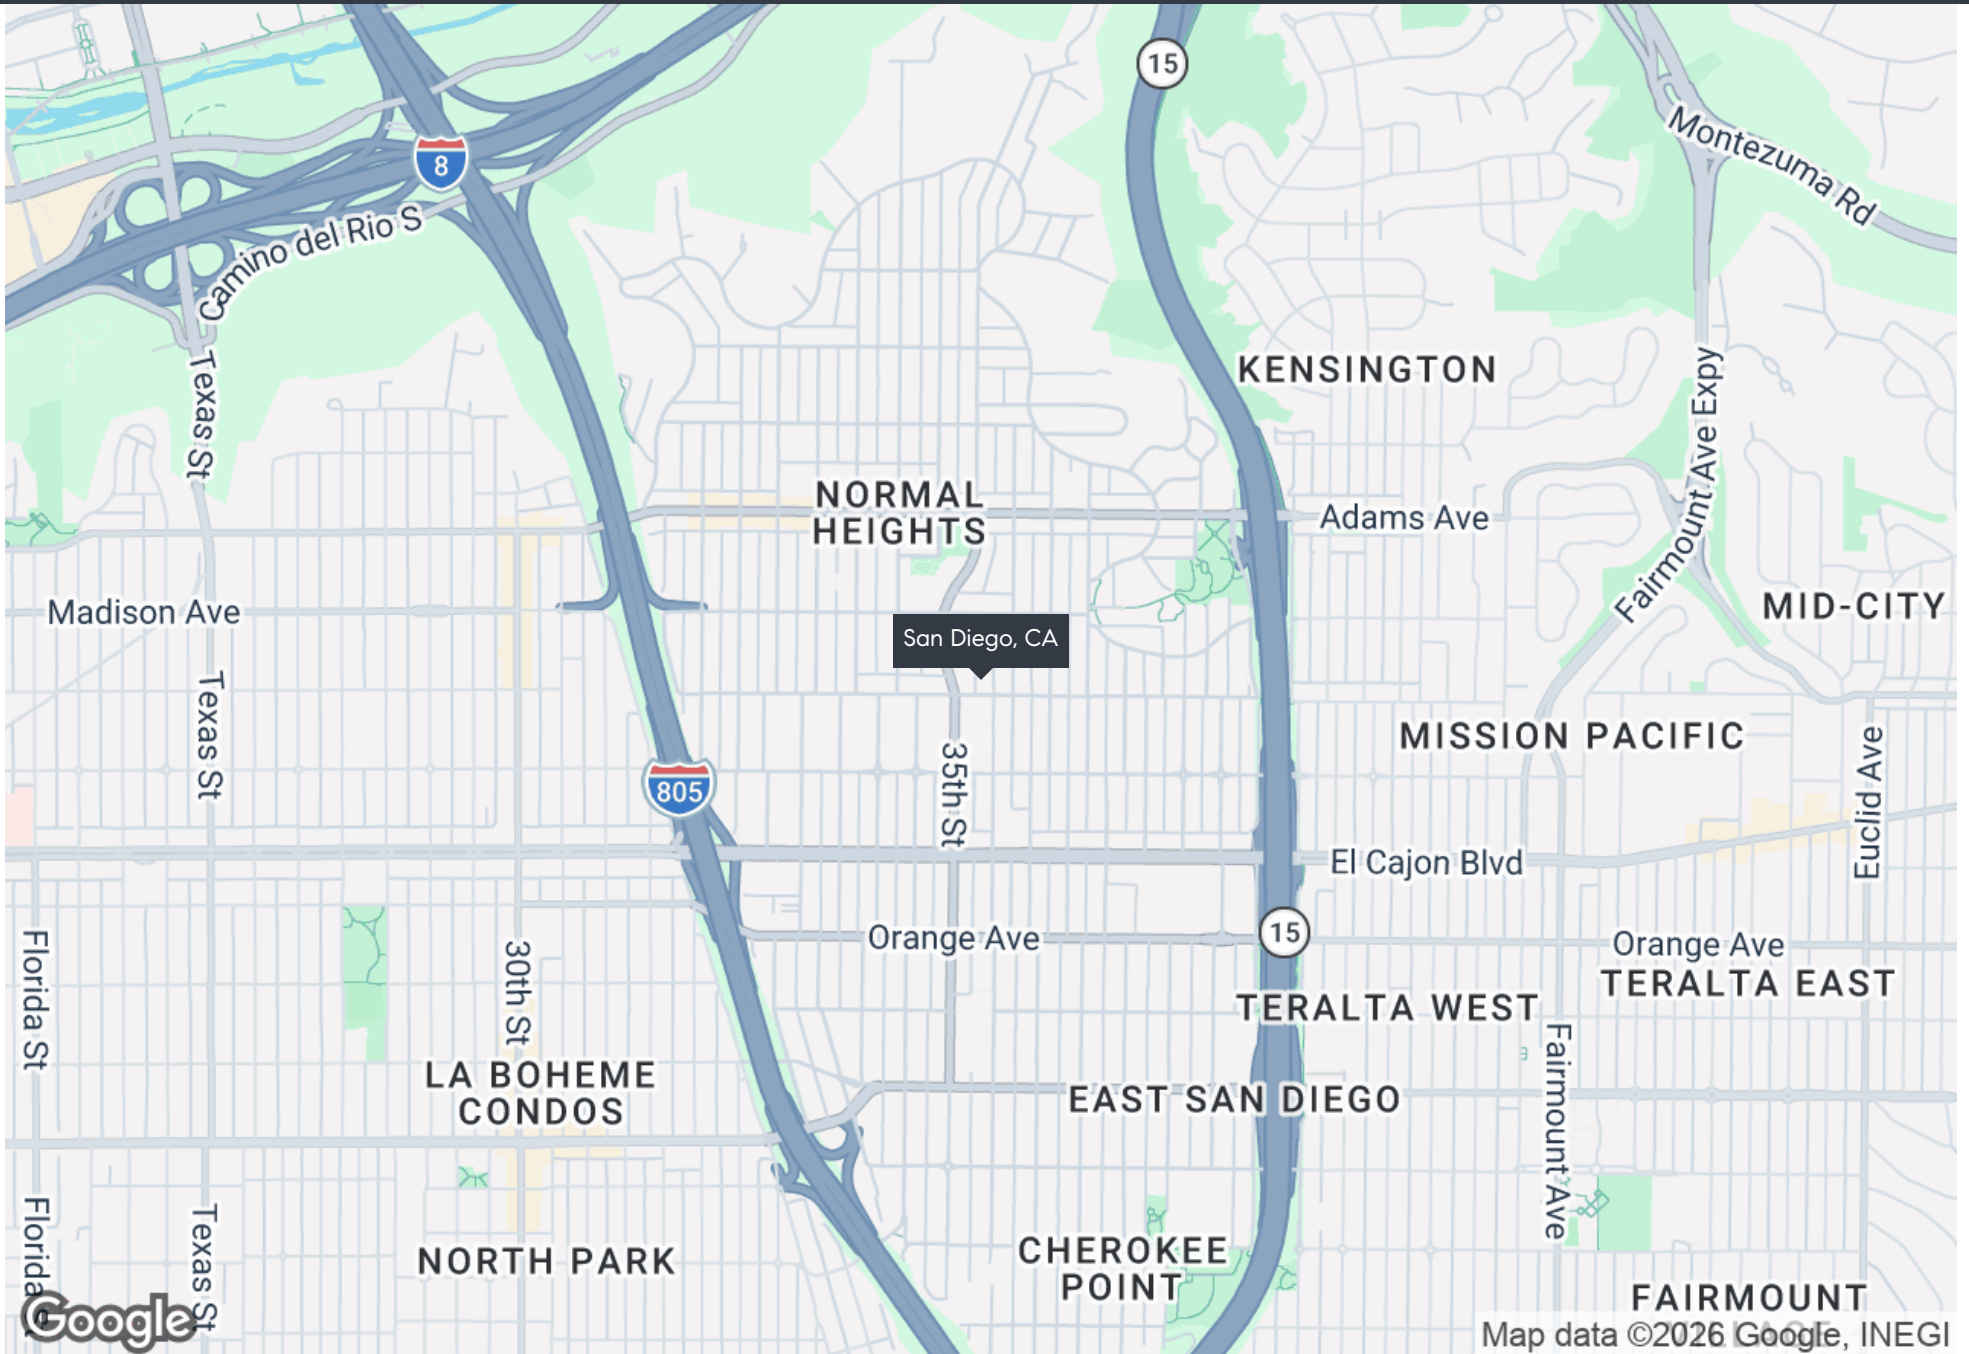 15
Montezuma Rd
8
Camino del Rio S
Texas St
KENSINGTON
Fairmount Ave Expy
NORMAL
HEIGHTS
Adams Ave
Madison Ave
MID-CITY
San Diego, CA
Texas St
MISSION PACIFIC
35th St
805
Euclid Ave
El Cajon Blvd
Orange Ave
15
Orange Ave
TERALTA EAST
Florida St
30th St
TERALTA WEST
Fairmount Ave
LA BOHEME
CONDOS
EAST SAN DIEGO
Florida
Texas St
NORTH PARK
CHEROKEE
POINT
FAIRMOUNT
Google
Map data ©2026 Google, INEGI